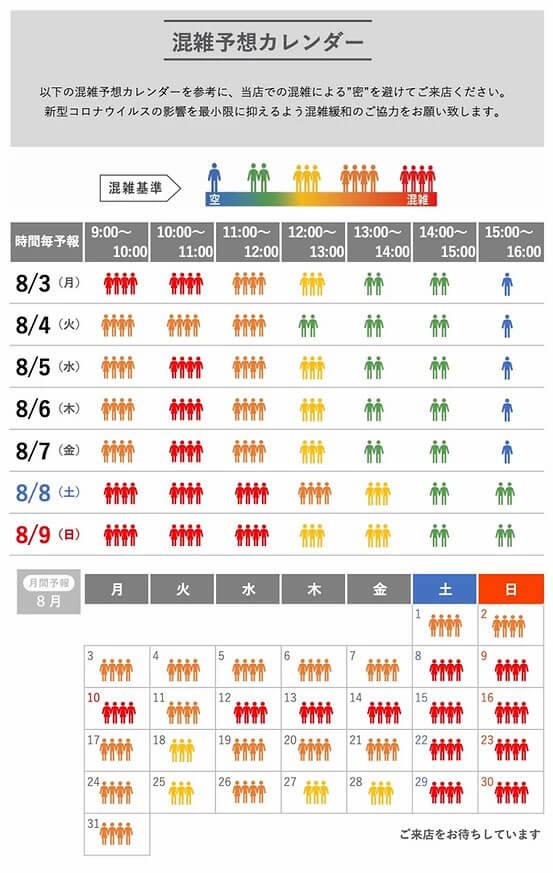 混雑予想カレンダー
以下の混雑予想カレンダーを参考に、当店での混雑による"密"を避けてご来店ください。
新型コロナウイルスの影響を最小限に抑えるよう混雑緩和のご協力をお願い致します。
混雑基準
空 混雑
時間毎予報 9:00〜10:00 10:00〜11:00 11:00〜12:00 12:00〜13:00 13:00〜14:00 14:00〜15:00 15:00〜16:00
8/3（月）
8/4（火）
8/5（水）
8/6（木）
8/7（金）
8/8（土）
8/9（日）
月間予報
8月
月 火 水 木 金 土 日
1 2
3 4 5 6 7 8 9
10 11 12 13 14 15 16
17 18 19 20 21 22 23
24 25 26 27 28 29 30
31
ご来店をお待ちしています